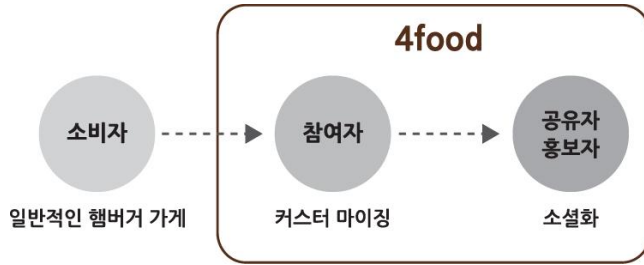 4food
소비자
참여자
공유자
홍보자
일반적인 햄버거 가게
커스터 마이징
소셜화